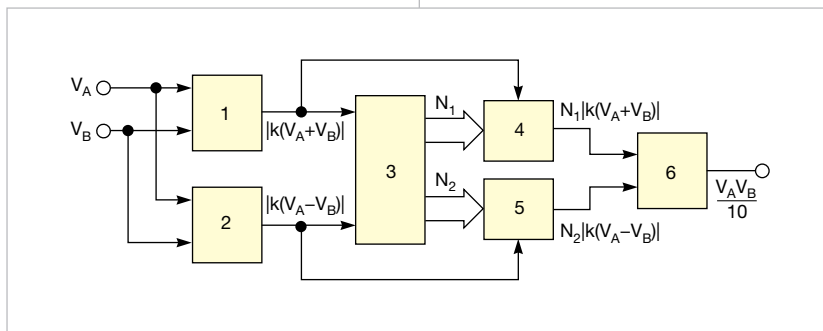 V_A
V_B
1
|k(V_A+V_B)|
2
|k(V_A−V_B)|
3
N_1
N_2
4
N_1|k(V_A+V_B)|
5
N_2|k(V_A−V_B)|
6
V_AV_B
10